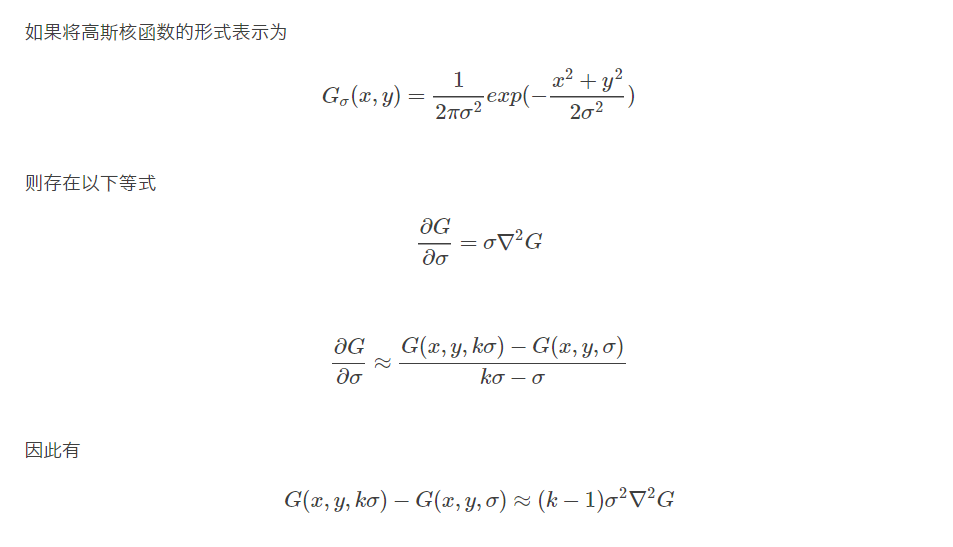 如果将高斯核函数的形式表示为
$$G_\sigma(x,y) = \frac{1}{2\pi\sigma^2}exp(-\frac{x^2+y^2}{2\sigma^2})$$
则存在以下等式
$$\frac{\partial G}{\partial \sigma} = \sigma\nabla^2 G$$
$$\frac{\partial G}{\partial \sigma} \approx \frac{G(x,y,k\sigma) - G(x,y,\sigma)}{k\sigma - \sigma}$$
因此有
$$G(x,y,k\sigma) - G(x,y,\sigma) \approx (k-1)\sigma^2\nabla^2 G$$